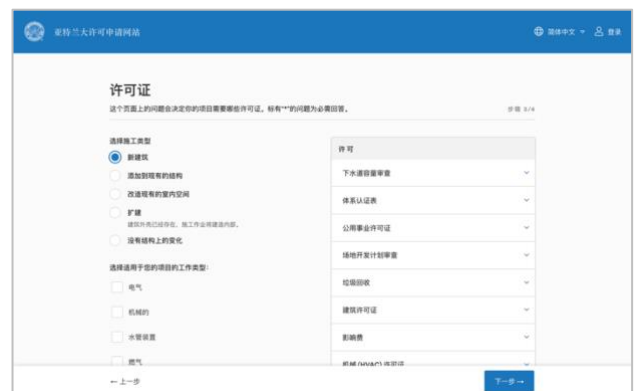 亚特兰大许可申请网站
简体中文
登录
许可证
这个页面上的问题会决定你的项目需要哪些许可证。标有"*"的问题为必需回答。
步骤 3/4
选择施工类型
新建筑
添加到现有的结构
改造现有的室内空间
扩建
建筑外壳已经存在，施工作业将建造内部。
没有结构上的变化
选择适用于您的项目的工作类型:
电气
机械的
水管装置
燃气
许可
下水道容量审查
体系认证表
公用事业许可证
场地开发计划审查
垃圾回收
建筑许可证
影响费
机械 (HVAC) 许可证
←上一步
下一步→